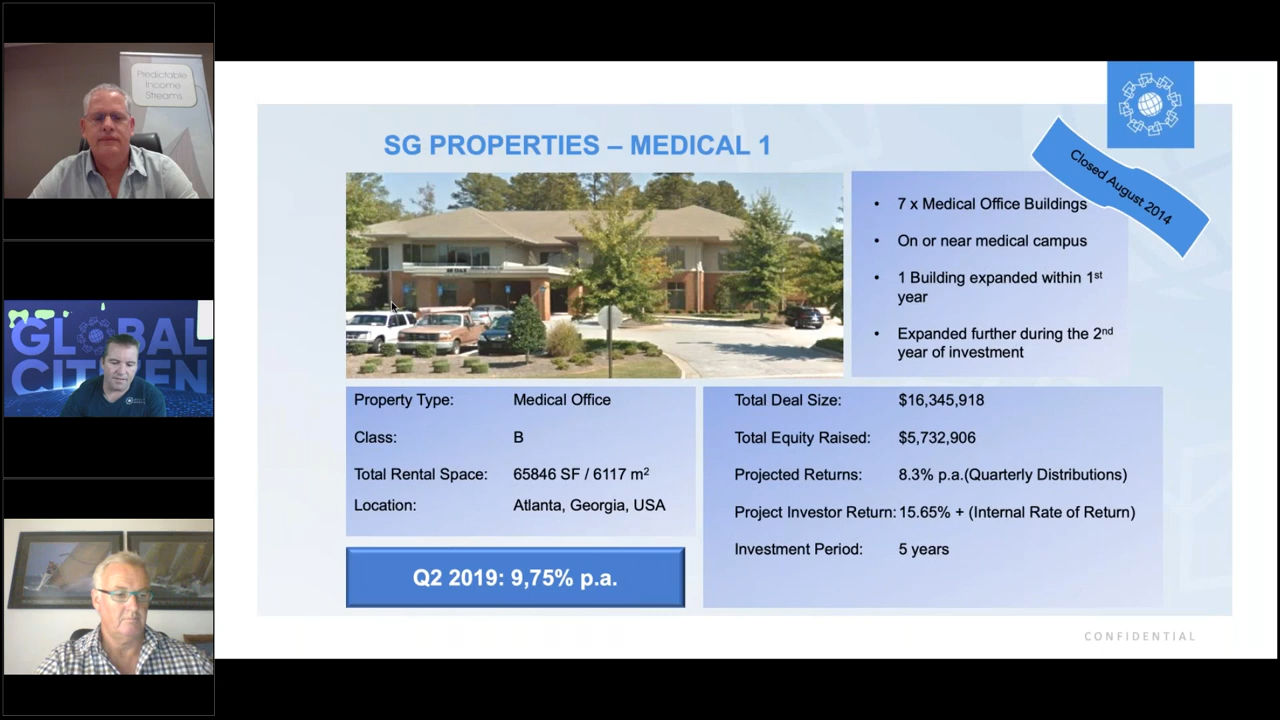 Predictable
Income
Streams
GLOBAL
CITIZEN
SG PROPERTIES – MEDICAL 1
Closed August 2014
• 7 x Medical Office Buildings
• On or near medical campus
• 1 Building expanded within 1st
year
• Expanded further during the 2nd
year of investment
Property Type: Medical Office
Class: B
Total Rental Space: 65846 SF / 6117 m²
Location: Atlanta, Georgia, USA
Q2 2019: 9,75% p.a.
Total Deal Size: $16,345,918
Total Equity Raised: $5,732,906
Projected Returns: 8.3% p.a.(Quarterly Distributions)
Project Investor Return: 15.65% + (Internal Rate of Return)
Investment Period: 5 years
CONFIDENTIAL